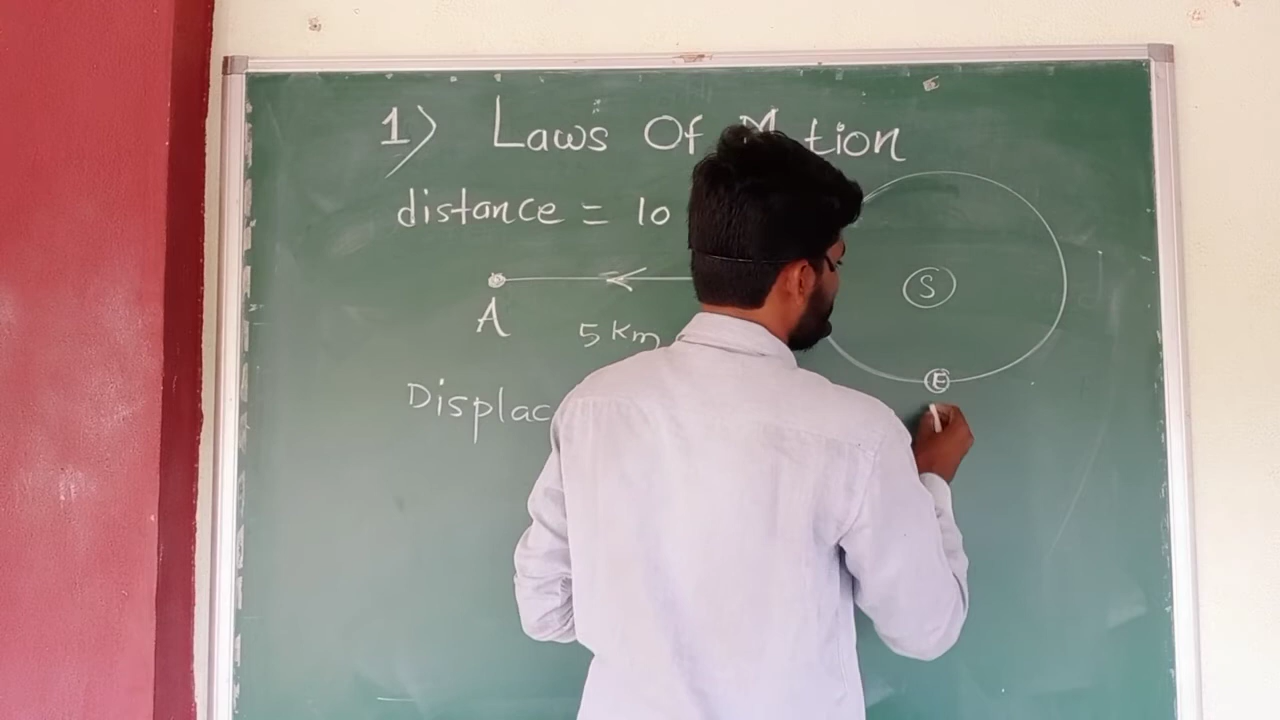 1) Laws Of Motion
distance = 10
A
5 Km
Displac
S
E